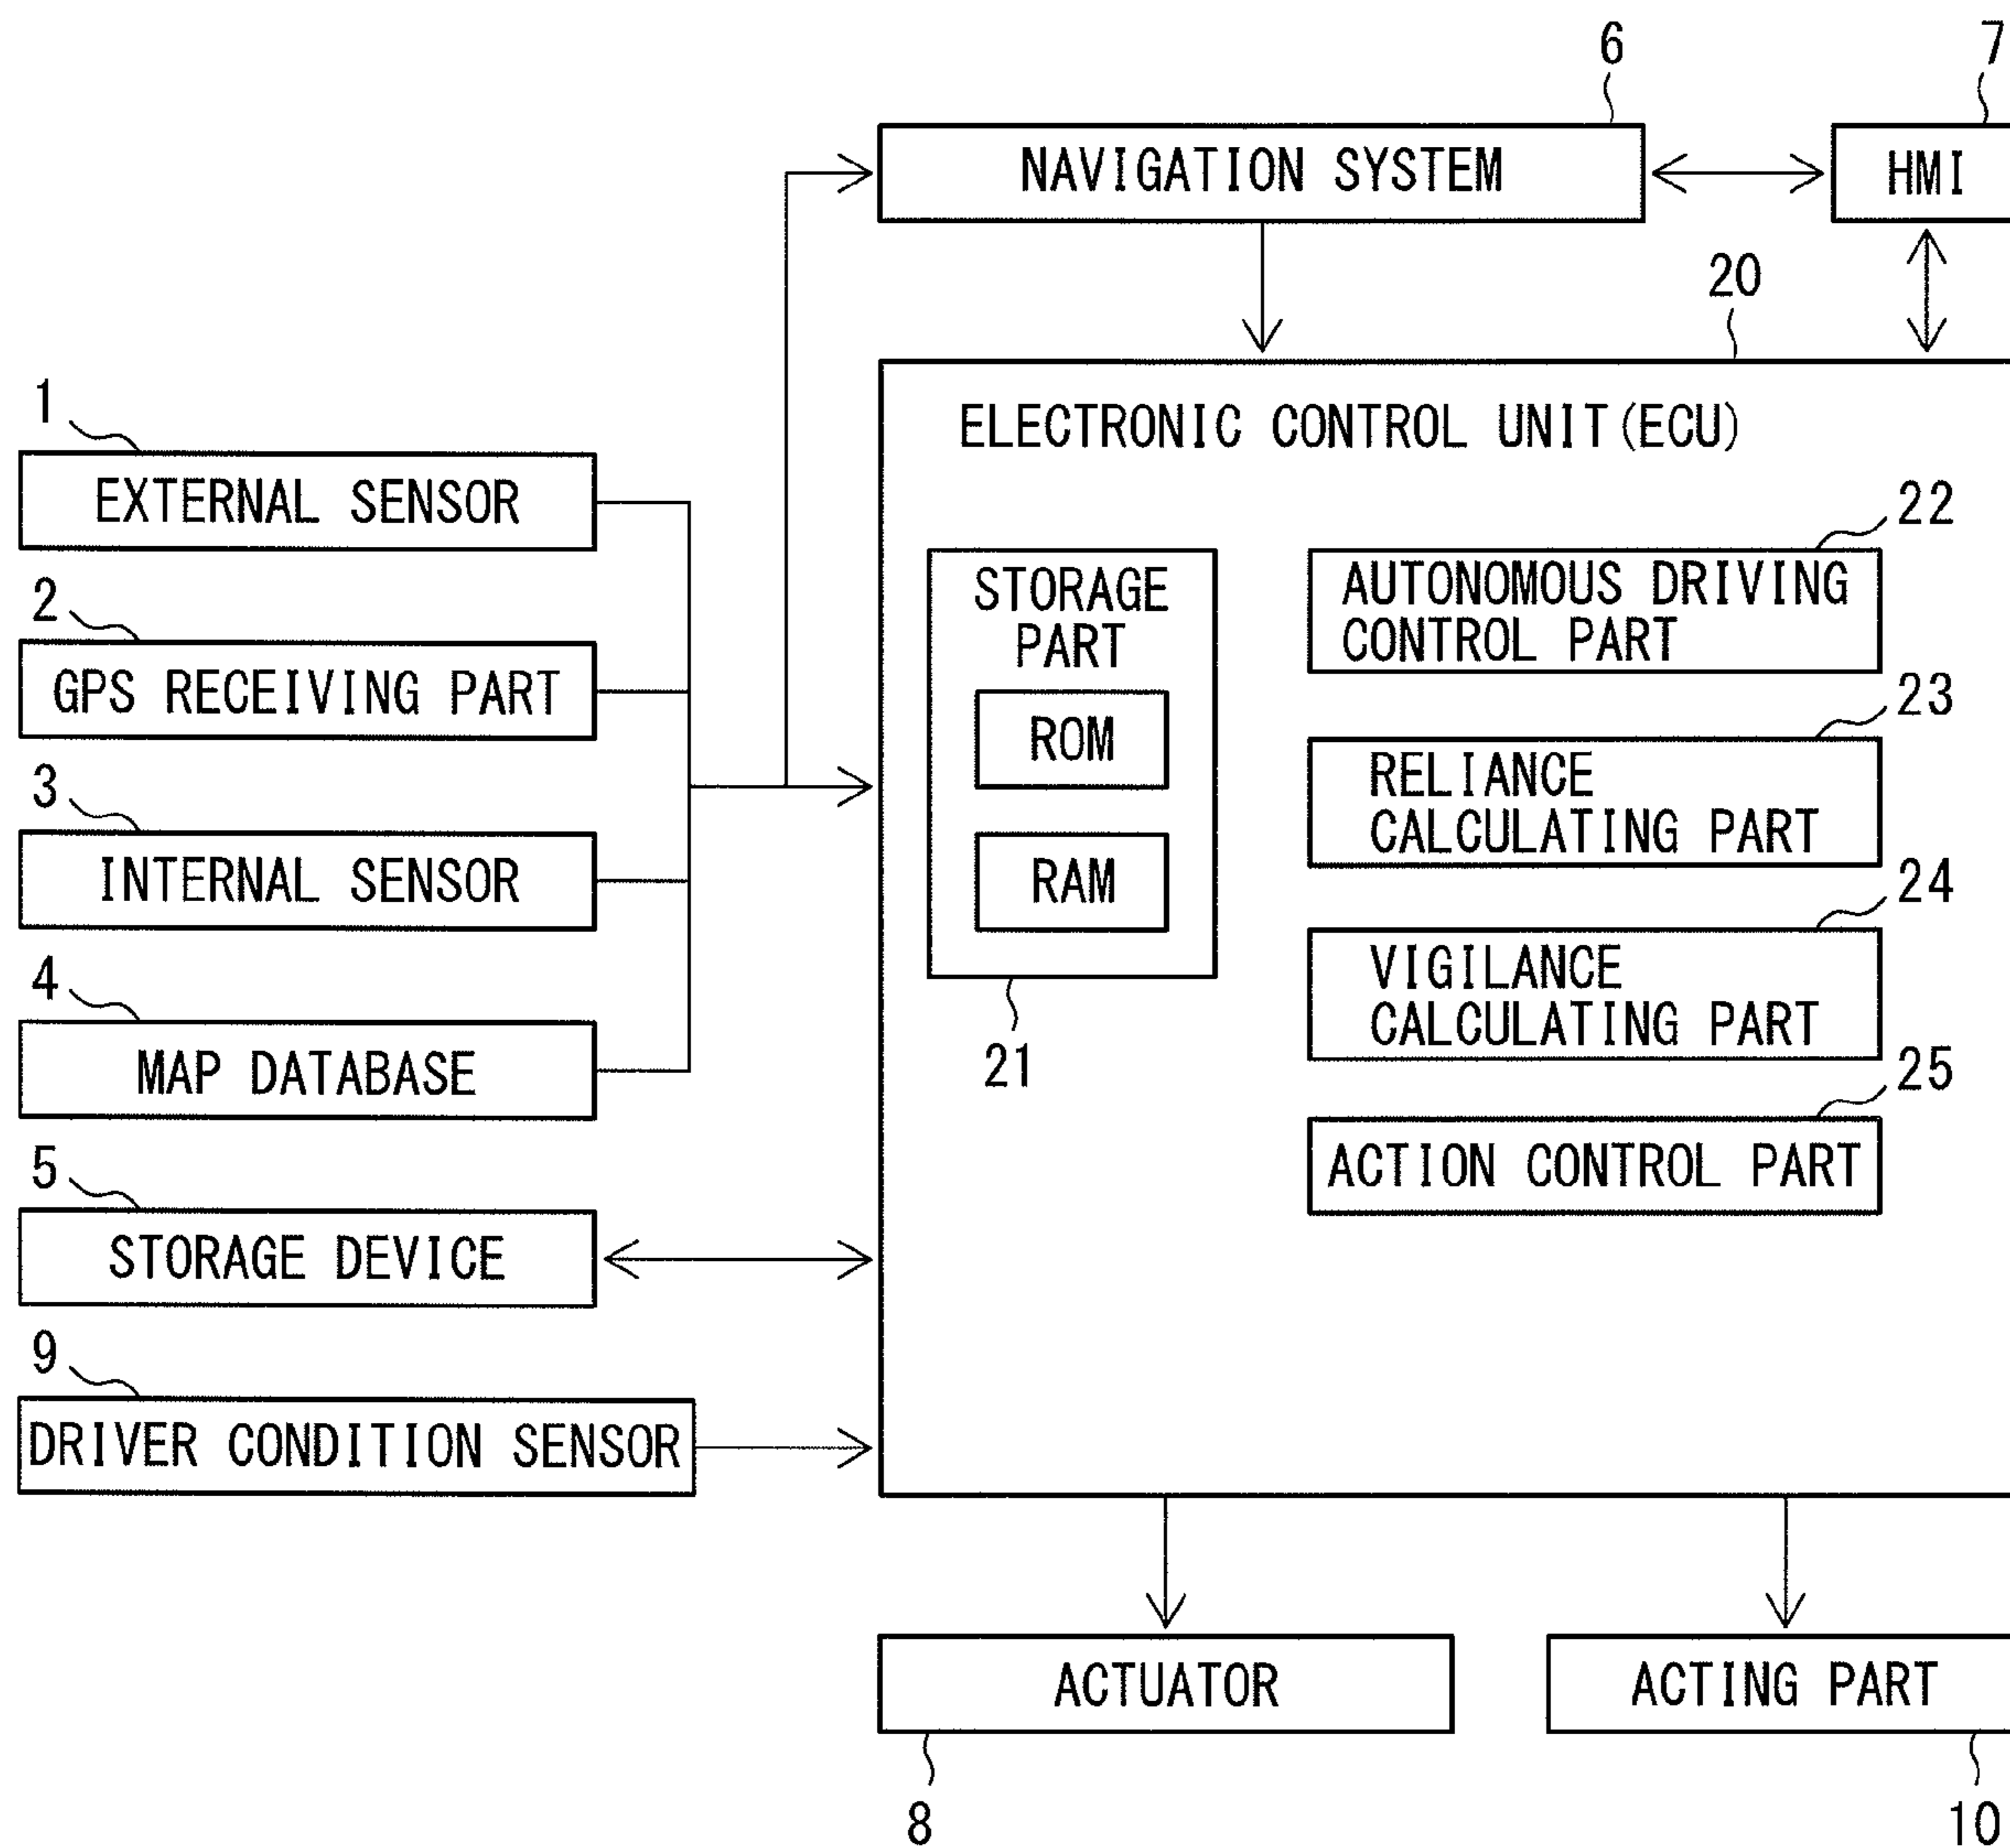 6
7
NAVIGATION SYSTEM
HMI
20
ELECTRONIC CONTROL UNIT(ECU)
1
EXTERNAL SENSOR
2
GPS RECEIVING PART
3
INTERNAL SENSOR
4
MAP DATABASE
5
STORAGE DEVICE
9
DRIVER CONDITION SENSOR
STORAGE
PART
ROM
RAM
21
22
AUTONOMOUS DRIVING
CONTROL PART
23
RELIANCE
CALCULATING PART
24
VIGILANCE
CALCULATING PART
25
ACTION CONTROL PART
ACTUATOR
8
ACTING PART
10